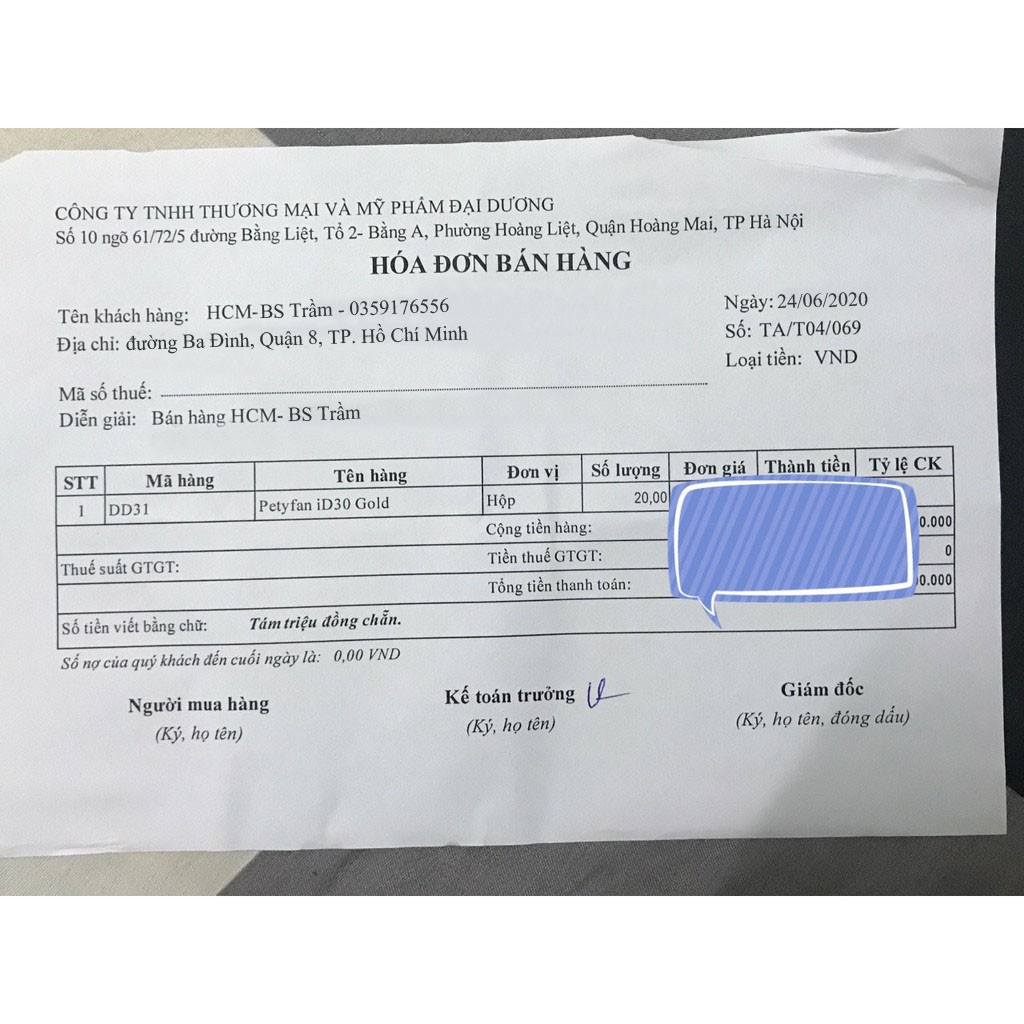 CÔNG TY TNHH THƯƠNG MẠI VÀ MỸ PHẨM ĐẠI DƯƠNG
Số 10 ngõ 61/72/5 đường Bằng Liệt, Tổ 2- Bằng A, Phường Hoàng Liệt, Quận Hoàng Mai, TP Hà Nội
HÓA ĐƠN BÁN HÀNG
Tên khách hàng: HCM-BS Trầm - 0359176556 Ngày: 24/06/2020
Địa chỉ: đường Ba Đình, Quận 8, TP. Hồ Chí Minh Số: TA/T04/069
Loại tiền: VND
Mã số thuế:
Diễn giải: Bán hàng HCM- BS Trầm
STT Mã hàng Tên hàng Đơn vị Số lượng Đơn giá Thành tiền Tỷ lệ CK
1 DD31 Petyfan iD30 Gold Hộp 20,00
Cộng tiền hàng: 0.000
Thuế suất GTGT: Tiền thuế GTGT: 0
Tổng tiền thanh toán: 00.000
Số tiền viết bằng chữ: Tám triệu đồng chẵn.
Số nợ của quý khách đến cuối ngày là: 0,00 VND
Người mua hàng Kế toán trưởng Giám đốc
(Ký, họ tên) (Ký, họ tên) (Ký, họ tên, đóng dấu)